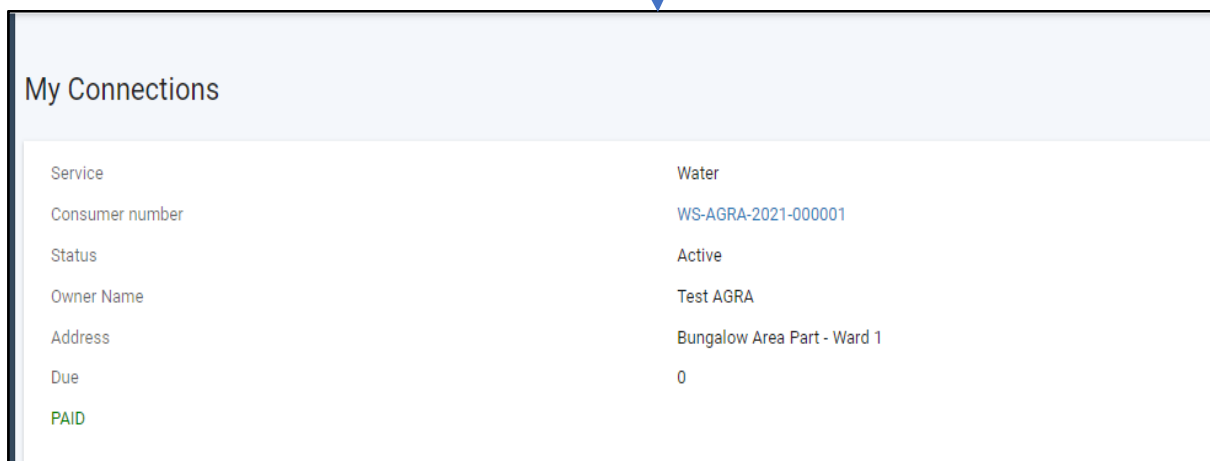 My Connections
Service Water
Consumer number WS-AGRA-2021-000001
Status Active
Owner Name Test AGRA
Address Bungalow Area Part - Ward 1
Due 0
PAID